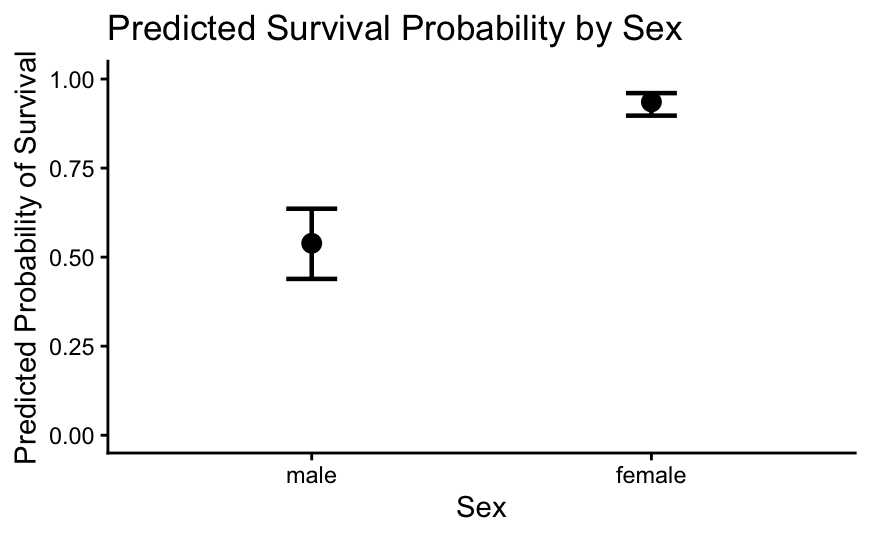 Predicted Survival Probability by Sex
Predicted Probability of Survival
1.00
0.75
0.50
0.25
0.00
male
female
Sex